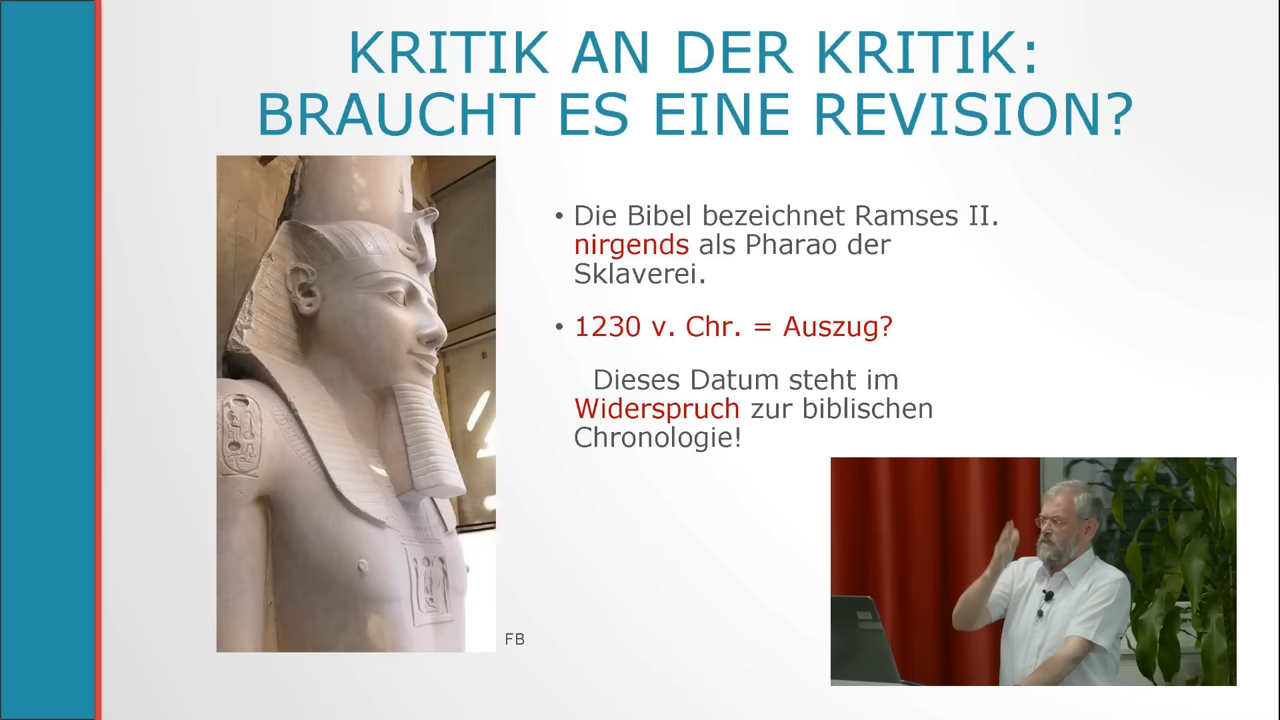 KRITIK AN DER KRITIK:
BRAUCHT ES EINE REVISION?
• Die Bibel bezeichnet Ramses II.
nirgends als Pharao der
Sklaverei.
• 1230 v. Chr. = Auszug?
Dieses Datum steht im
Widerspruch zur biblischen
Chronologie!
FB